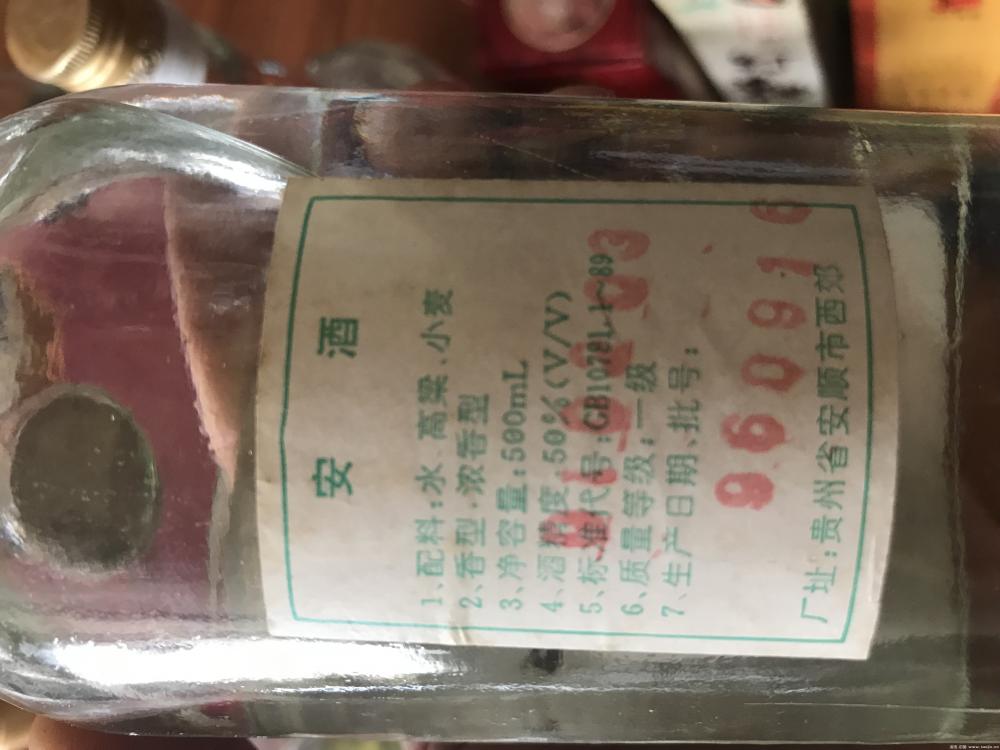 安 酒
1、配料:水、高粱、小麦
2、香型:浓香型
3、净容量:500mL
4、酒精度:50%(V/V)
5、标准代号:GB10781.1-89
6、质量等级:一级
7、生产日期、批号:
960916
厂址:贵州省安顺市西郊